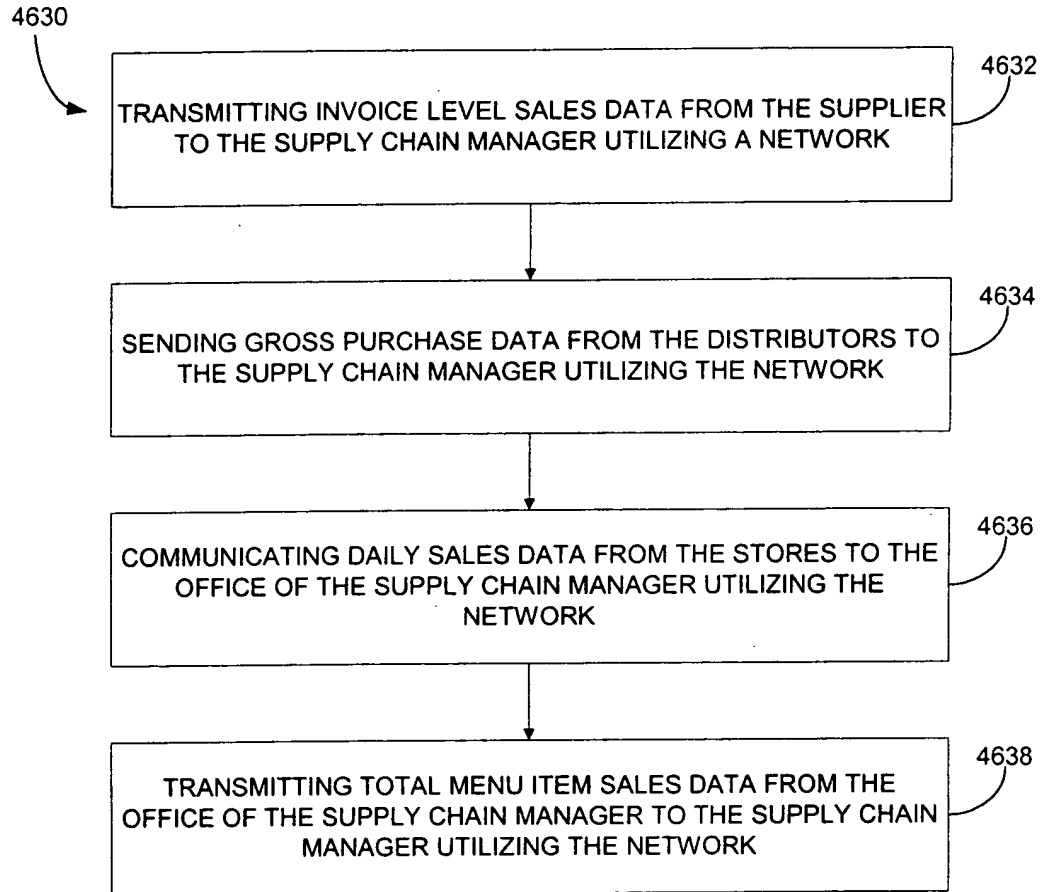 4630
4632
TRANSMITTING INVOICE LEVEL SALES DATA FROM THE SUPPLIER
TO THE SUPPLY CHAIN MANAGER UTILIZING A NETWORK
4634
SENDING GROSS PURCHASE DATA FROM THE DISTRIBUTORS TO
THE SUPPLY CHAIN MANAGER UTILIZING THE NETWORK
4636
COMMUNICATING DAILY SALES DATA FROM THE STORES TO THE
OFFICE OF THE SUPPLY CHAIN MANAGER UTILIZING THE
NETWORK
4638
TRANSMITTING TOTAL MENU ITEM SALES DATA FROM THE
OFFICE OF THE SUPPLY CHAIN MANAGER TO THE SUPPLY CHAIN
MANAGER UTILIZING THE NETWORK